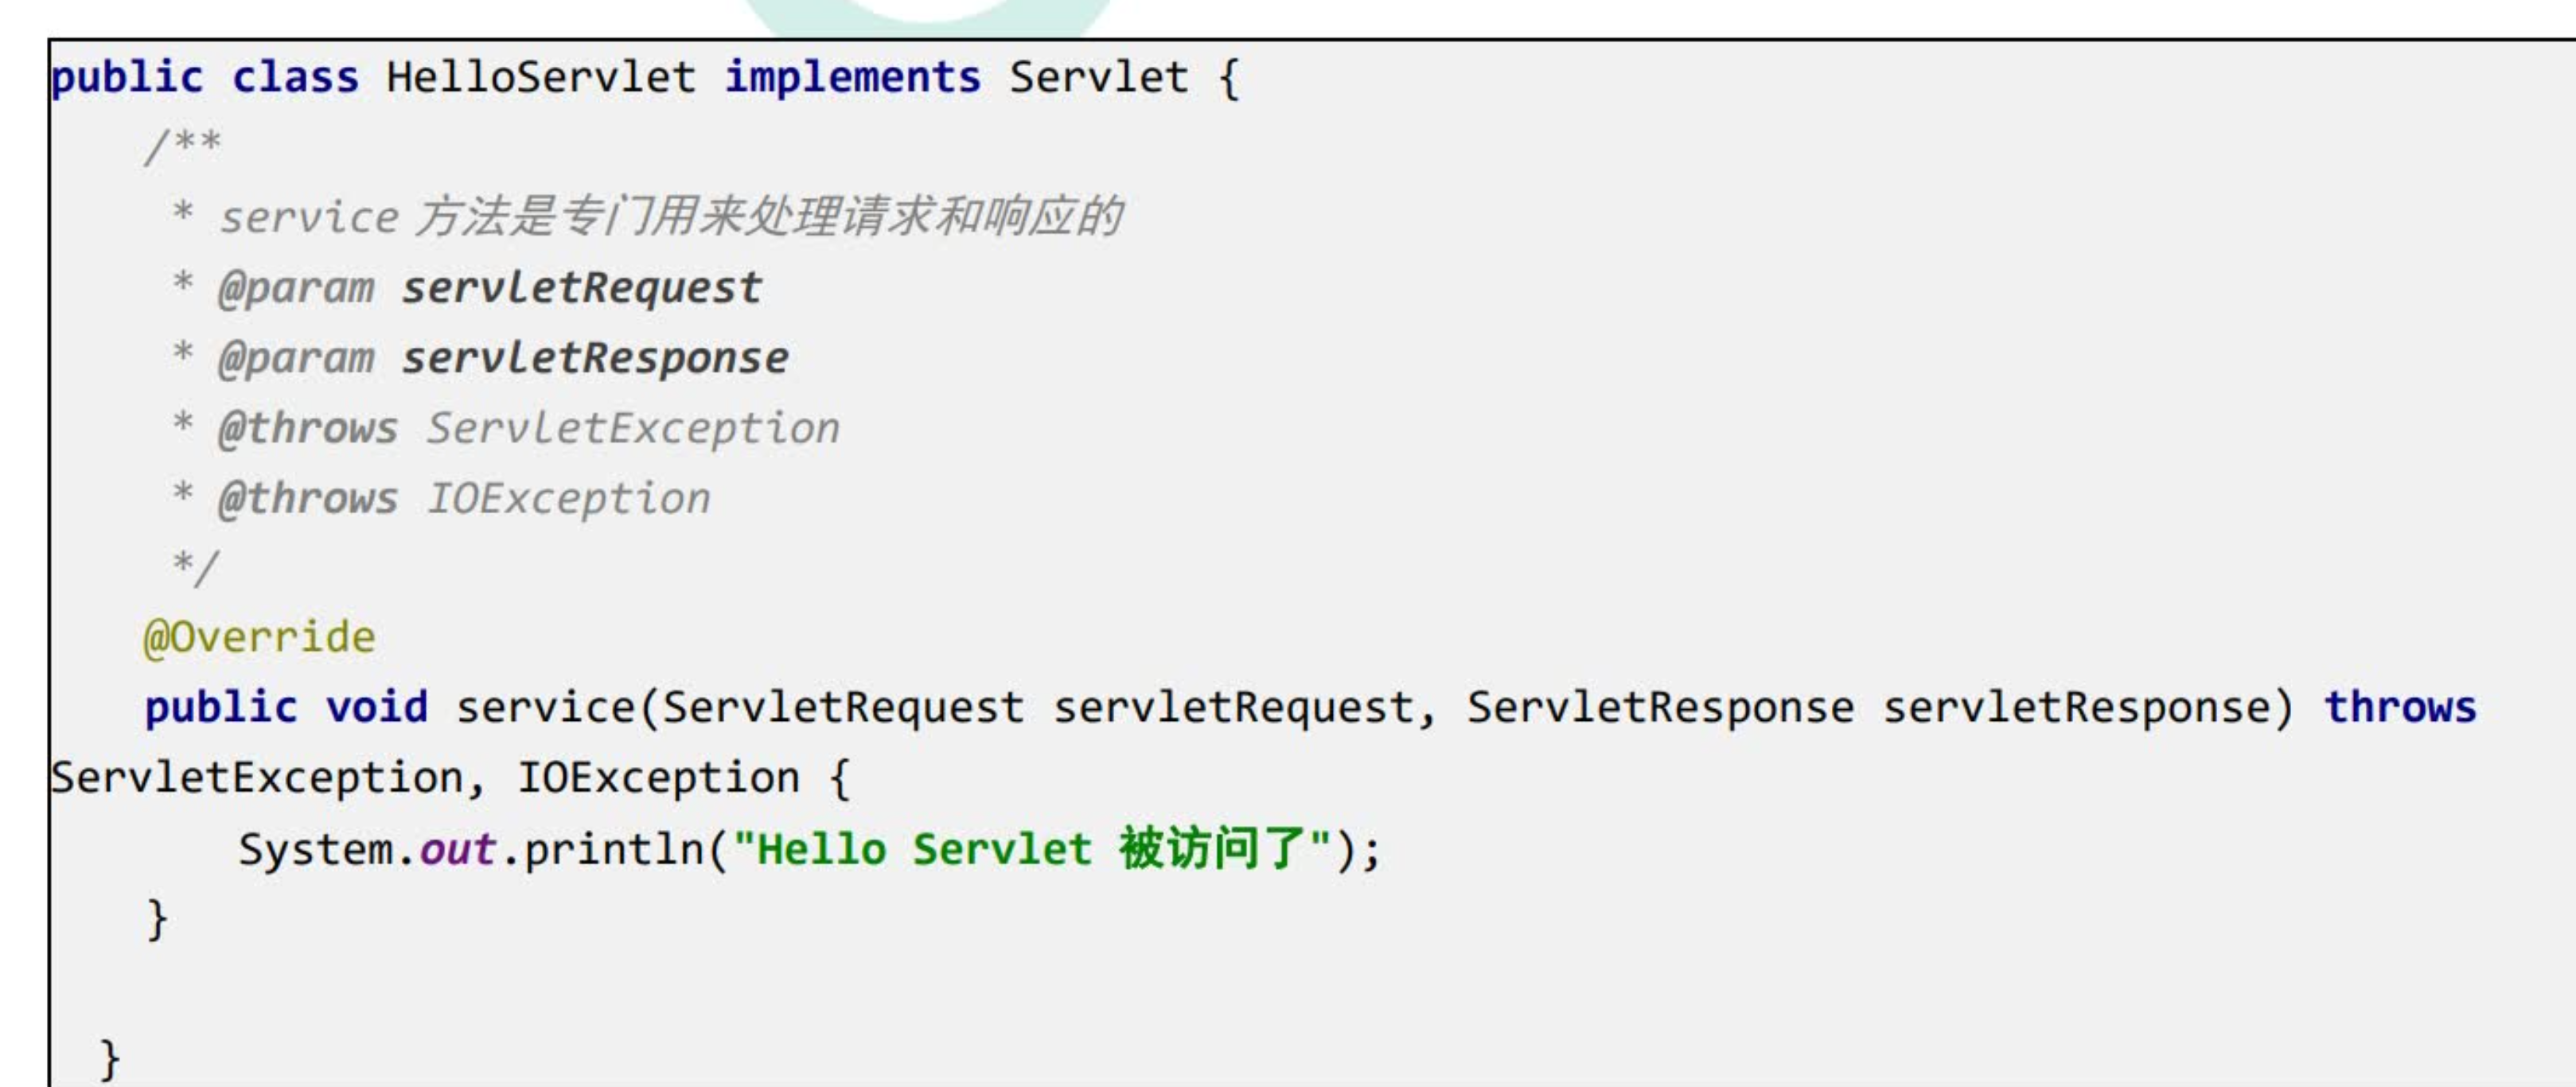 public class HelloServlet implements Servlet {
/**
* service 方法是专门用来处理请求和响应的
* @param servletRequest
* @param servletResponse
* @throws ServletException
* @throws IOException
*/
@Override
public void service(ServletRequest servletRequest, ServletResponse servletResponse) throws
ServletException, IOException {
System.out.println("Hello Servlet 被访问了");
}
}